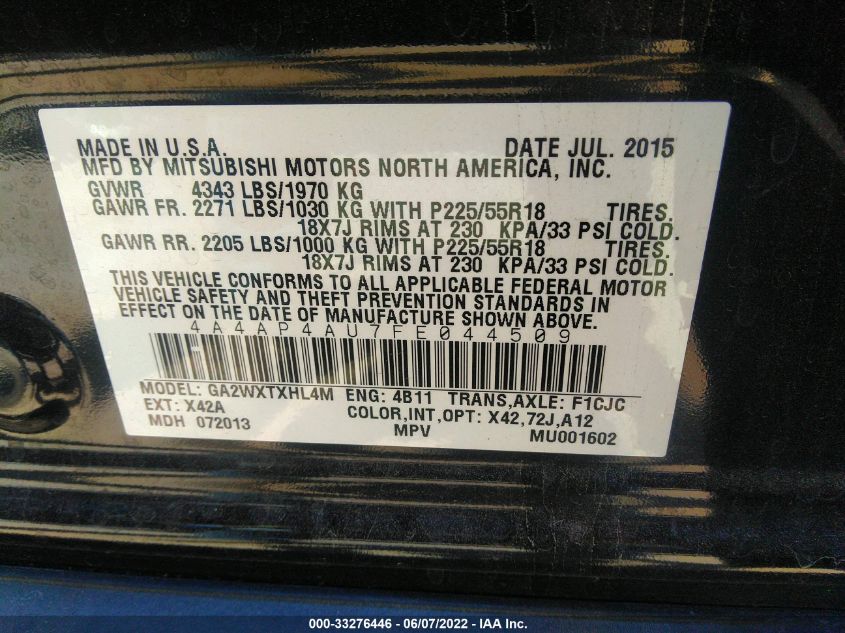 MADE IN U.S.A. DATE JUL. 2015
MFD BY MITSUBISHI MOTORS NORTH AMERICA, INC.
GVWR 4343 LBS/1970 KG
GAWR FR. 2271 LBS/1030 KG WITH P225/55R18 TIRES.
18X7J RIMS AT 230 KPA/33 PSI COLD.
GAWR RR. 2205 LBS/1000 KG WITH P225/55R18 TIRES.
18X7J RIMS AT 230 KPA/33 PSI COLD.
THIS VEHICLE CONFORMS TO ALL APPLICABLE FEDERAL MOTOR
VEHICLE SAFETY AND THEFT PREVENTION STANDARDS IN
EFFECT ON THE DATE OF MANUFACTURE SHOWN ABOVE.
4A4AP4AU7FE044509
MODEL: GA2WXTXHL4M ENG: 4B11 TRANS,AXLE: F1CJC
EXT: X42A COLOR,INT,OPT: X42,72J,A12
MDH 072013 MPV MU001602
000-33276446 - 06/07/2022 - IAA Inc.